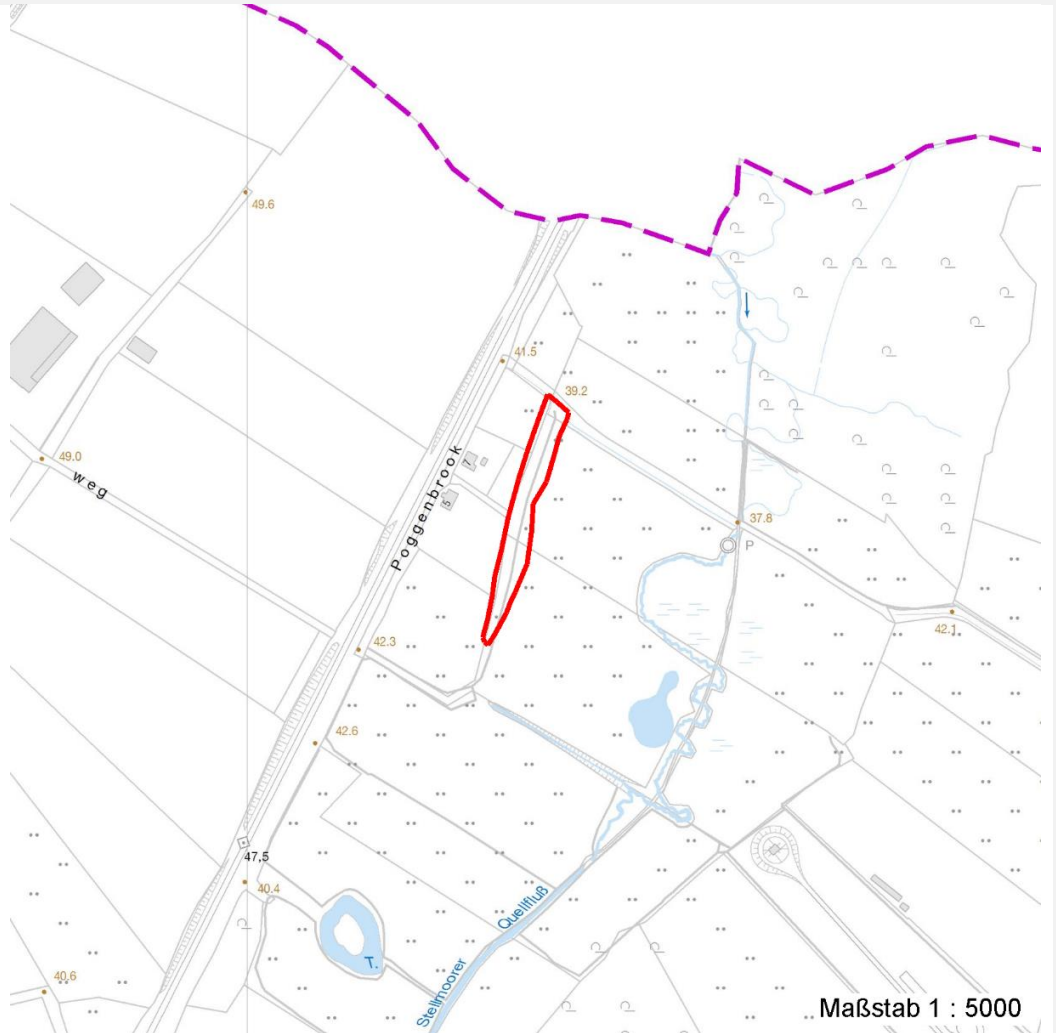 49.6
41.5
39.2
49.0
weg
Poggenbrook
7
5
37.8
P
42.1
42.3
42.6
47,5
40.4
T.
Quellfluß
Stellmoorer
40.6
Maßstab 1 : 5000